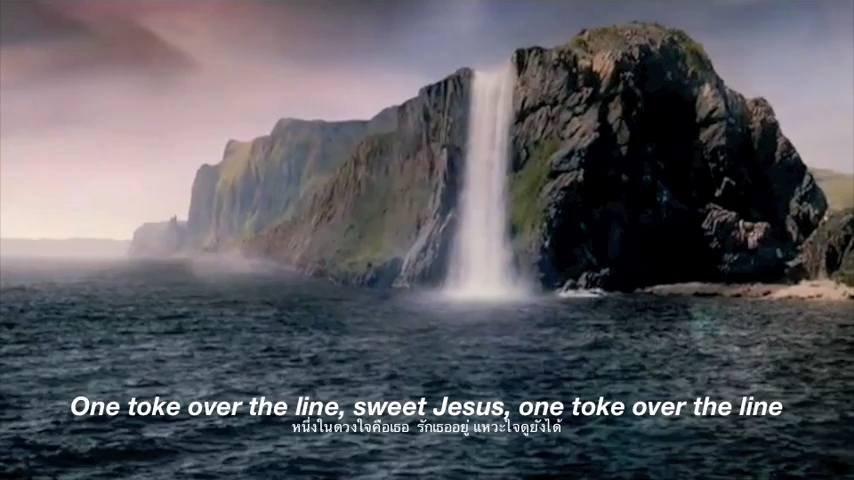 One toke over the line, sweet Jesus, one toke over the line
หนึ่งในดวงใจคือเธอ รักเธออยู่ แหวะใจดูยังได้